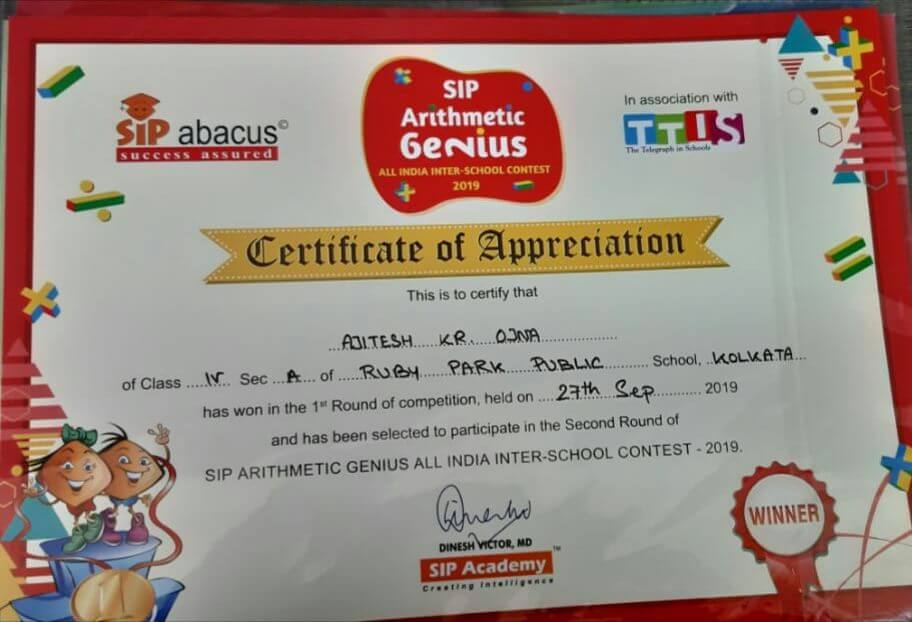 SIP abacus©
success assured
SIP
Arithmetic
Genius
ALL INDIA INTER-SCHOOL CONTEST
2019
In association with
TTIS
The Telegraph in Schools
Certificate of Appreciation
This is to certify that
AJITESH KR. OJHA
of Class IV Sec A of RUBY PARK PUBLIC School, KOLKATA
has won in the 1st Round of competition, held on 27th Sep 2019
and has been selected to participate in the Second Round of
SIP ARITHMETIC GENIUS ALL INDIA INTER-SCHOOL CONTEST - 2019.
DINESH VICTOR, MD
SIP Academy™
Creating Intelligence
WINNER